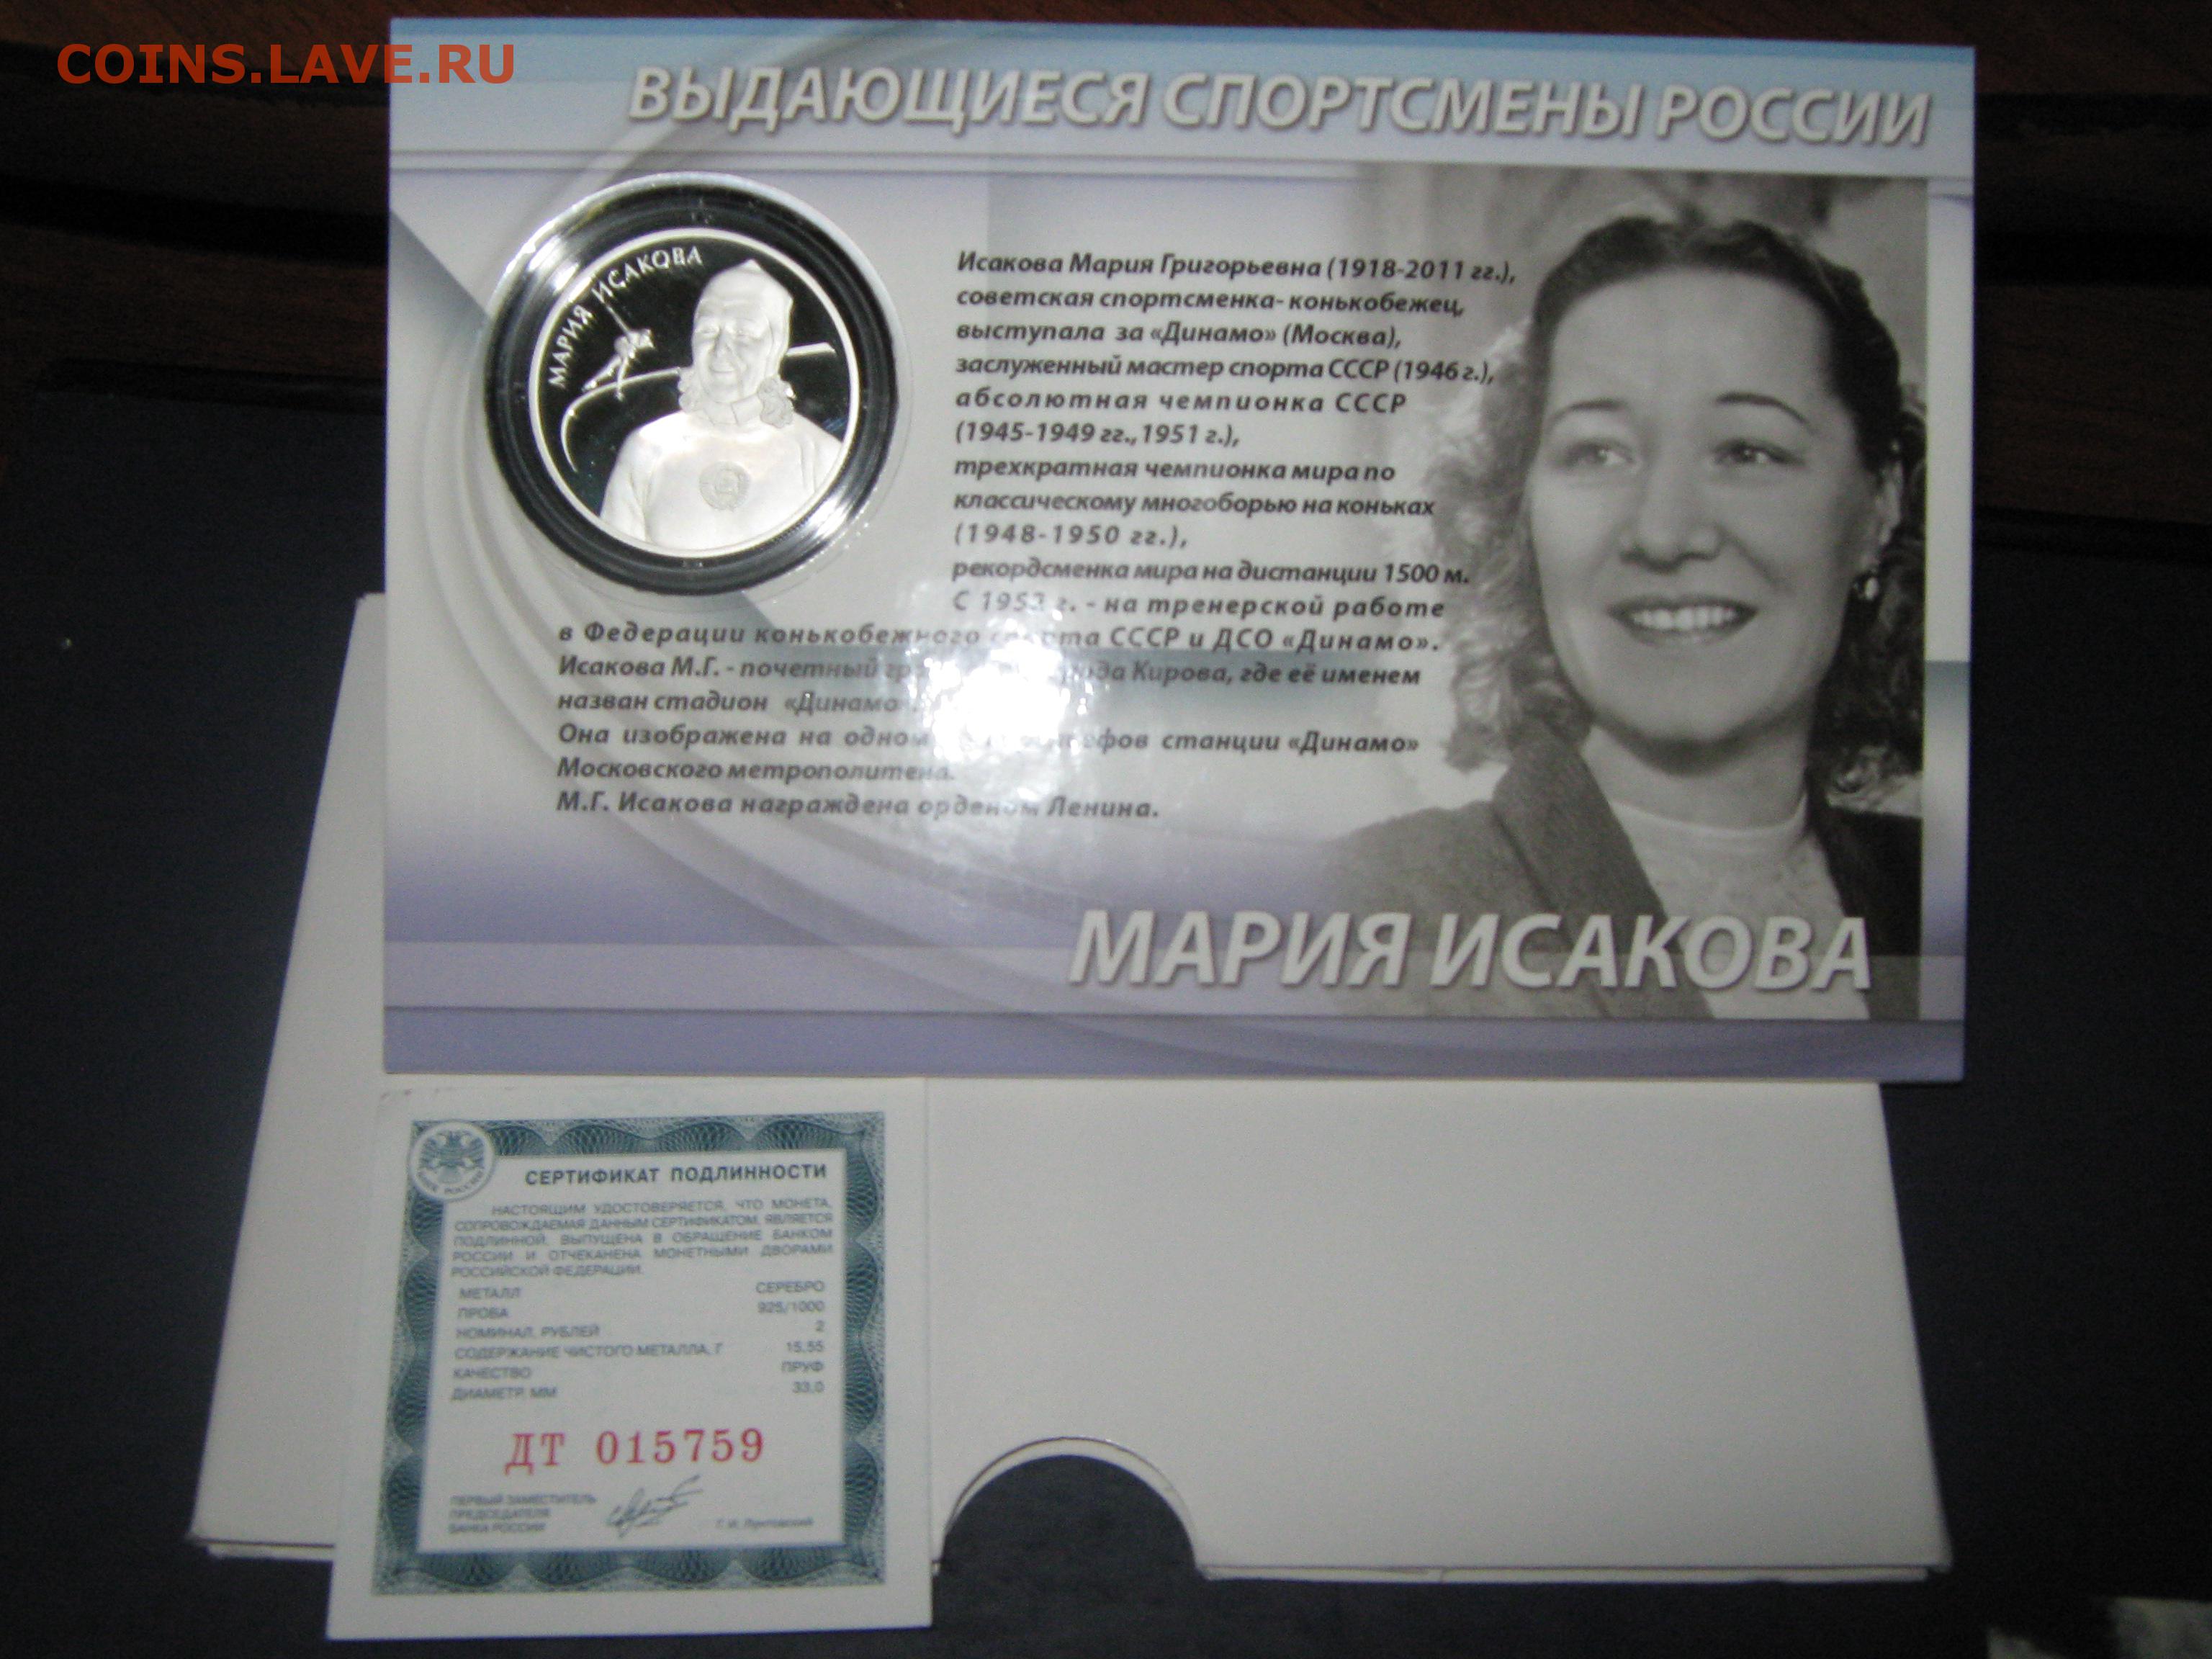 COINS.LAVE.RU
ВЫДАЮЩИЕСЯ СПОРТСМЕНЫ РОССИИ
МАРИЯ ИСАКОВА
Исакова Мария Григорьевна (1918-2011 гг.),
советская спортсменка- конькобежец,
выступала за «Динамо» (Москва),
заслуженный мастер спорта СССР (1946 г.),
абсолютная чемпионка СССР
(1945-1949 гг., 1951 г.),
трехкратная чемпионка мира по
классическому многоборью на коньках
(1948-1950 гг.),
рекордсменка мира на дистанции 1500 м.
С г. - на тренерской работе
в Федерации конькобежного спорта СССР и ДСО «Динамо».
Исакова М.Г. - почетный Кирова, где её именем
назван стадион «Динамо
Она изображена на одном станции «Динамо»
Московского метрополитена.
М.Г. Исакова награждена орденом Ленина.
МАРИЯ ИСАКОВА
СЕРТИФИКАТ ПОДЛИННОСТИ
НАСТОЯЩИМ УДОСТОВЕРЯЕТСЯ, ЧТО МОНЕТА,
СОПРОВОЖДАЕМАЯ ДАННЫМ СЕРТИФИКАТОМ, ЯВЛЯЕТСЯ
ПОДЛИННОЙ, ВЫПУЩЕНА В ОБРАЩЕНИЕ БАНКОМ
РОССИИ И ОТЧЕКАНЕНА МОНЕТНЫМИ ДВОРАМИ
РОССИЙСКОЙ ФЕДЕРАЦИИ.
МЕТАЛЛ СЕРЕБРО
ПРОБА 925/1000
НОМИНАЛ, РУБЛЕЙ 2
СОДЕРЖАНИЕ ЧИСТОГО МЕТАЛЛА, Г 15,55
КАЧЕСТВО ПРУФ
ДИАМЕТР, ММ 33,0
ДТ 015759
ПЕРВЫЙ ЗАМЕСТИТЕЛЬ
ПРЕДСЕДАТЕЛЯ
БАНКА РОССИИ
Г. И. Лунтовский